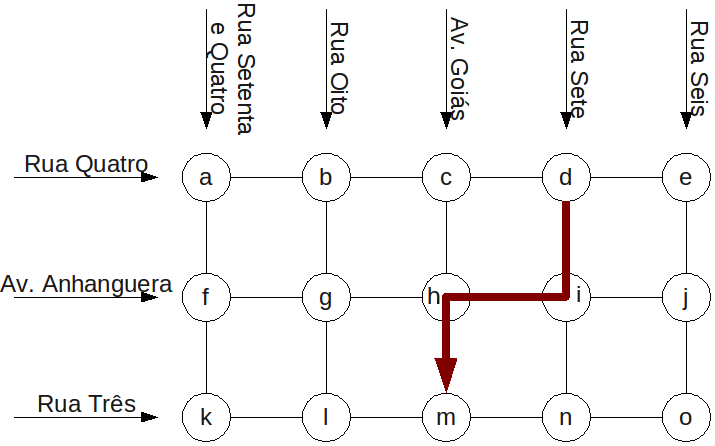 Rua Setenta
e Quatro
Rua Oito
Av. Goiás
Rua Sete
Rua Seis
Rua Quatro
a b c d e
Av. Anhanguera
f g h i j
Rua Três
k l m n o